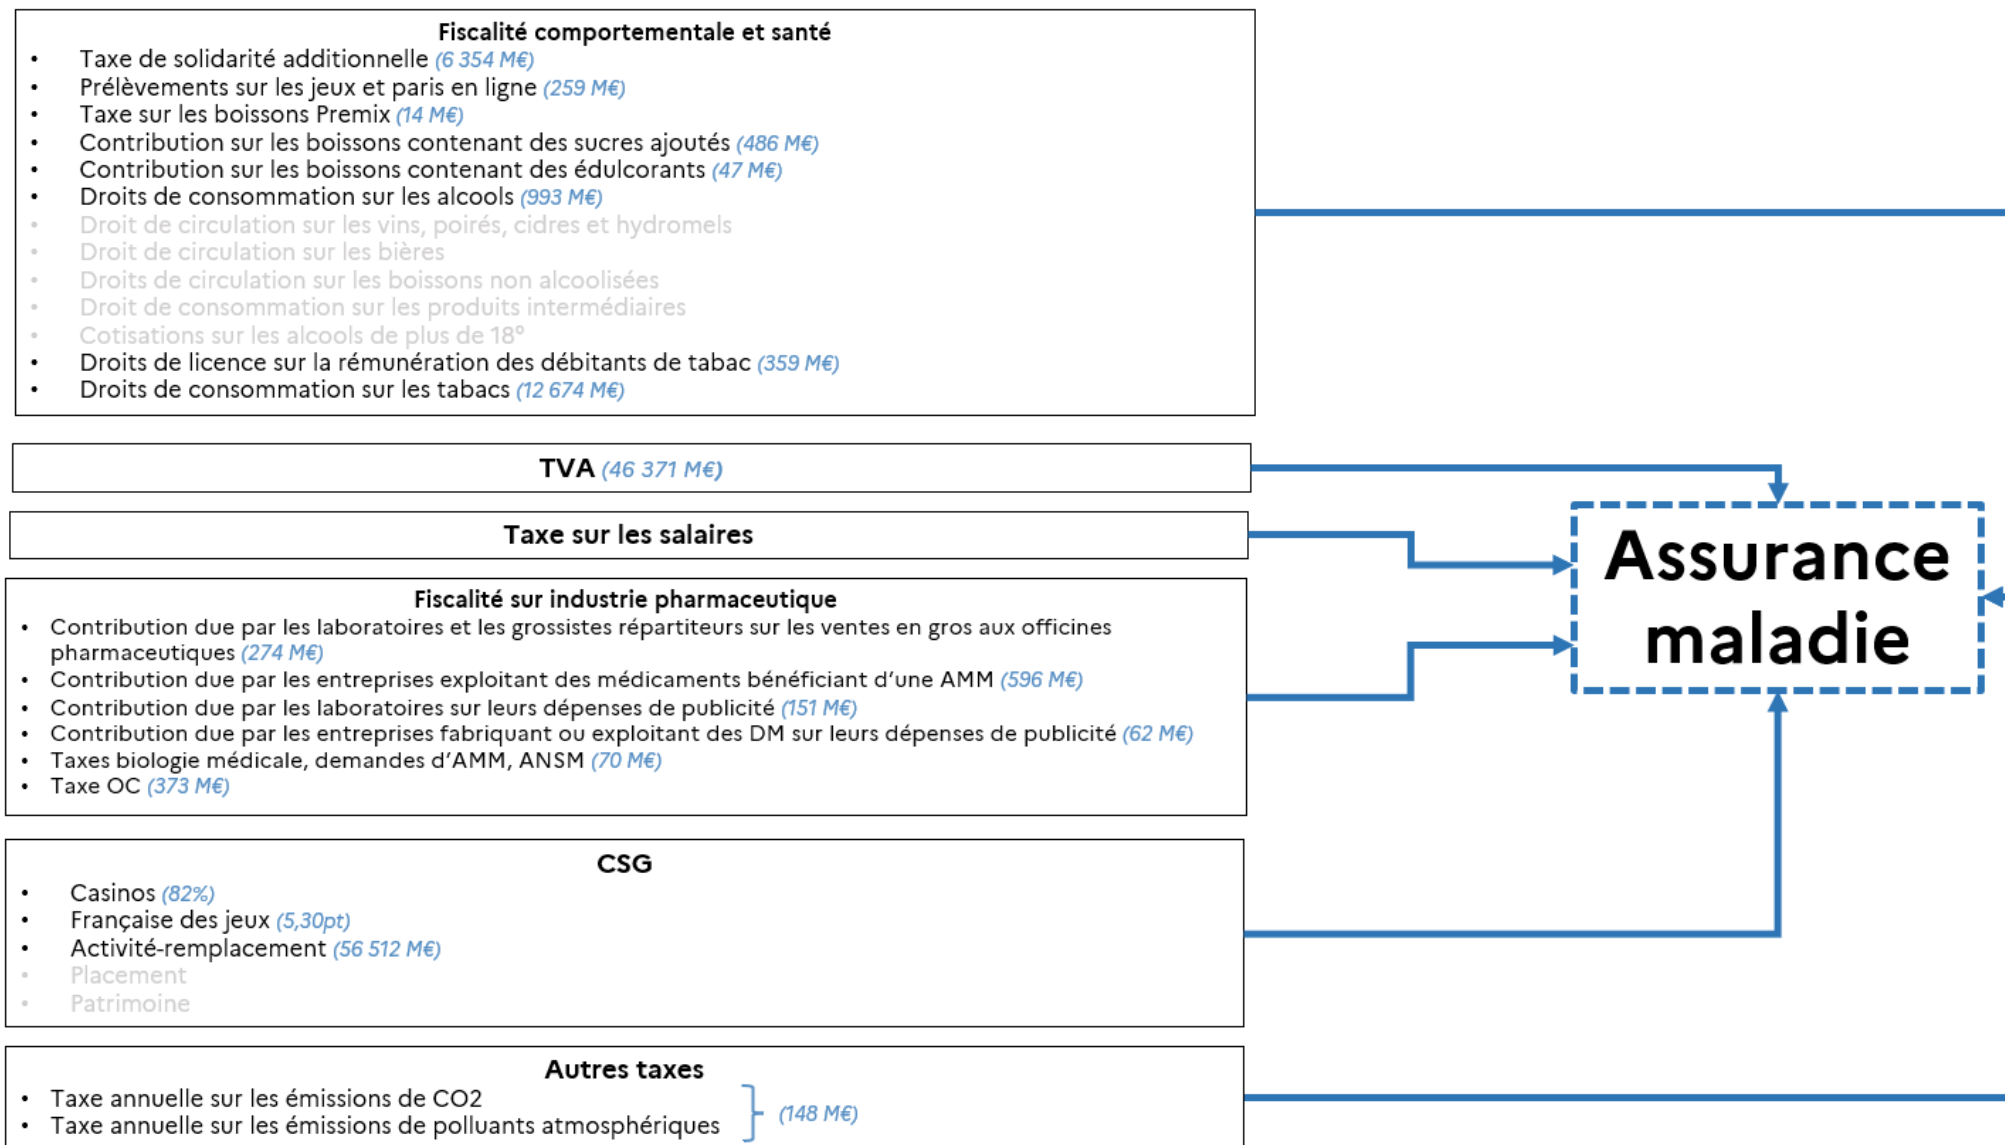 Fiscalité comportementale et santé
• Taxe de solidarité additionnelle (6 354 M€)
• Prélèvements sur les jeux et paris en ligne (259 M€)
• Taxe sur les boissons Premix (14 M€)
• Contribution sur les boissons contenant des sucres ajoutés (486 M€)
• Contribution sur les boissons contenant des édulcorants (47 M€)
• Droits de consommation sur les alcools (993 M€)
• Droit de circulation sur les vins, poirés, cidres et hydromels
• Droit de circulation sur les bières
• Droits de circulation sur les boissons non alcoolisées
• Droit de consommation sur les produits intermédiaires
• Cotisations sur les alcools de plus de 18°
• Droits de licence sur la rémunération des débitants de tabac (359 M€)
• Droits de consommation sur les tabacs (12 674 M€)
TVA (46 371 M€)
Taxe sur les salaires
Fiscalité sur industrie pharmaceutique
• Contribution due par les laboratoires et les grossistes répartiteurs sur les ventes en gros aux officines
pharmaceutiques (274 M€)
• Contribution due par les entreprises exploitant des médicaments bénéficiant d'une AMM (596 M€)
• Contribution due par les laboratoires sur leurs dépenses de publicité (151 M€)
• Contribution due par les entreprises fabriquant ou exploitant des DM sur leurs dépenses de publicité (62 M€)
• Taxes biologie médicale, demandes d'AMM, ANSM (70 M€)
• Taxe OC (373 M€)
CSG
• Casinos (82%)
• Française des jeux (5,30pt)
• Activité-remplacement (56 512 M€)
• Placement
• Patrimoine
Autres taxes
• Taxe annuelle sur les émissions de CO2
• Taxe annuelle sur les émissions de polluants atmosphériques
(148 M€)
Assurance
maladie